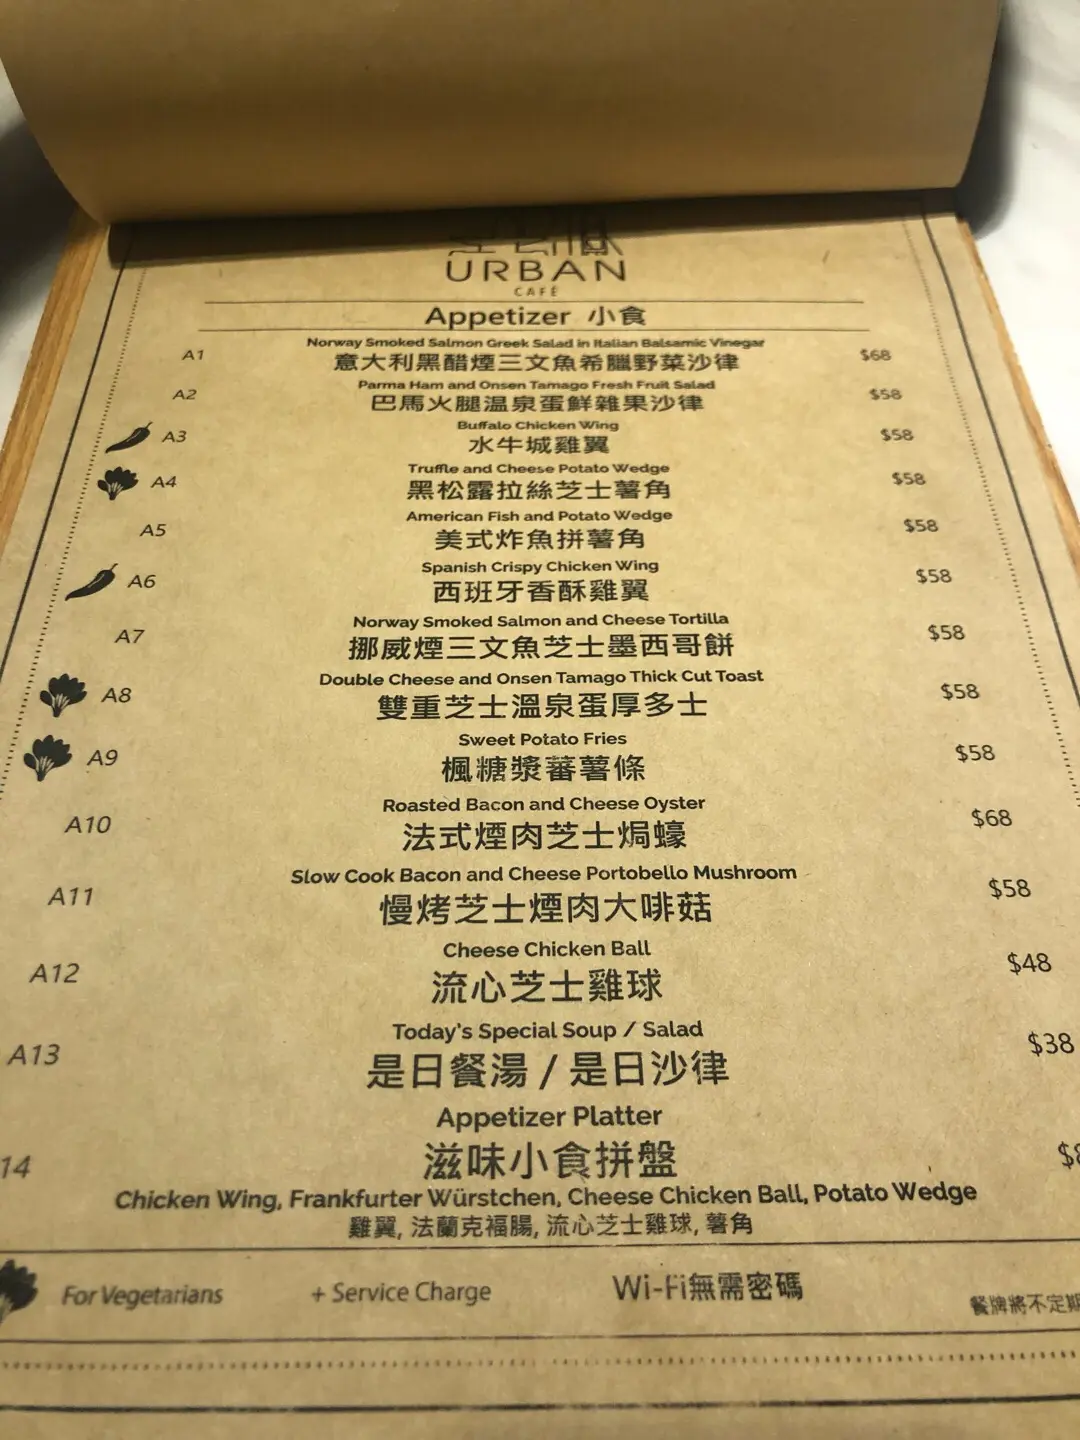 URBAN
CAFÉ
Appetizer 小食
Norway Smoked Salmon Greek Salad in Italian Balsamic Vinegar
A1 意大利黑醋煙三文魚希臘野菜沙律 $68
Parma Ham and Onsen Tamago Fresh Fruit Salad
A2 巴馬火腿溫泉蛋鮮雜果沙律 $58
Buffalo Chicken Wing
A3 水牛城雞翼 $58
Truffle and Cheese Potato Wedge
A4 黑松露拉絲芝士薯角 $58
American Fish and Potato Wedge
A5 美式炸魚拼薯角 $58
Spanish Crispy Chicken Wing
A6 西班牙香酥雞翼 $58
Norway Smoked Salmon and Cheese Tortilla
A7 挪威煙三文魚芝士墨西哥餅 $58
Double Cheese and Onsen Tamago Thick Cut Toast
A8 雙重芝士溫泉蛋厚多士 $58
Sweet Potato Fries
A9 楓糖漿蕃薯條 $58
Roasted Bacon and Cheese Oyster
A10 法式煙肉芝士焗蠔 $68
Slow Cook Bacon and Cheese Portobello Mushroom
A11 慢烤芝士煙肉大啡菇 $58
Cheese Chicken Ball
A12 流心芝士雞球 $48
Today's Special Soup / Salad
A13 是日餐湯 / 是日沙律 $38
Appetizer Platter
14 滋味小食拼盤
Chicken Wing, Frankfurter Würstchen, Cheese Chicken Ball, Potato Wedge
雞翼, 法蘭克福腸, 流心芝士雞球, 薯角
For Vegetarians + Service Charge Wi-Fi無需密碼 餐牌將不定期